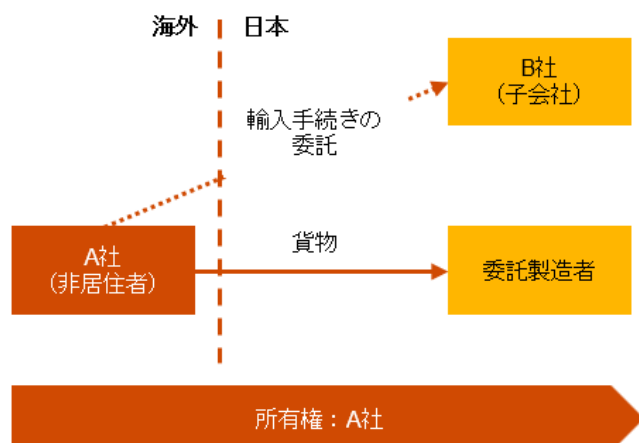 海外
日本
B社
(子会社)
輸入手続きの
委託
A社
(非居住者)
貨物
委託製造者
所有権：A社